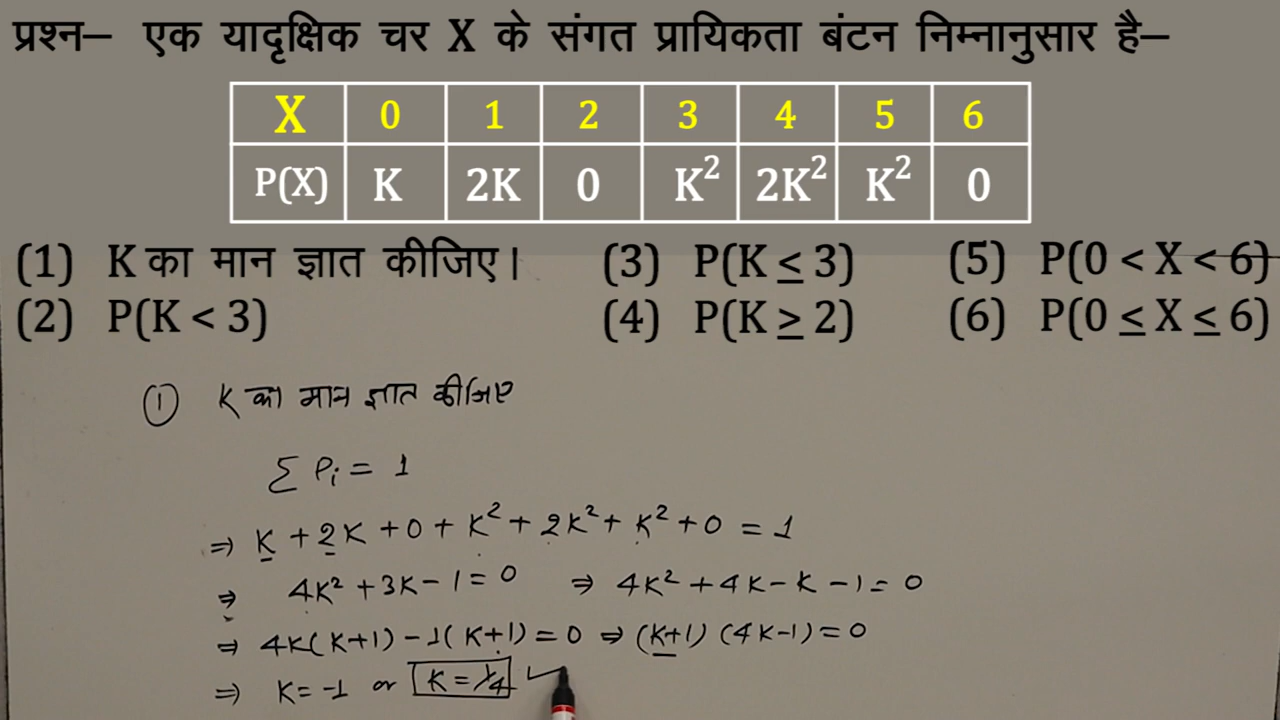 प्रश्न— एक यादृक्षिक चर X के संगत प्रायिकता बंटन निम्नानुसार है—
X 0 1 2 3 4 5 6
P(X) K 2K 0 K² 2K² K² 0
(1) K का मान ज्ञात कीजिए। (3) P(K ≤ 3) (5) P(0 < X < 6)
(2) P(K < 3) (4) P(K ≥ 2) (6) P(0 ≤ X ≤ 6)
① K का मान ज्ञात कीजिए
Σ Pi = 1
⇒ K + 2K + 0 + K² + 2K² + K² + 0 = 1
⇒ 4K² + 3K - 1 = 0 ⇒ 4K² + 4K - K - 1 = 0
⇒ 4K(K+1) - 1(K+1) = 0 ⇒ (K+1) (4K-1) = 0
⇒ K = -1 or K = 1/4 ✓